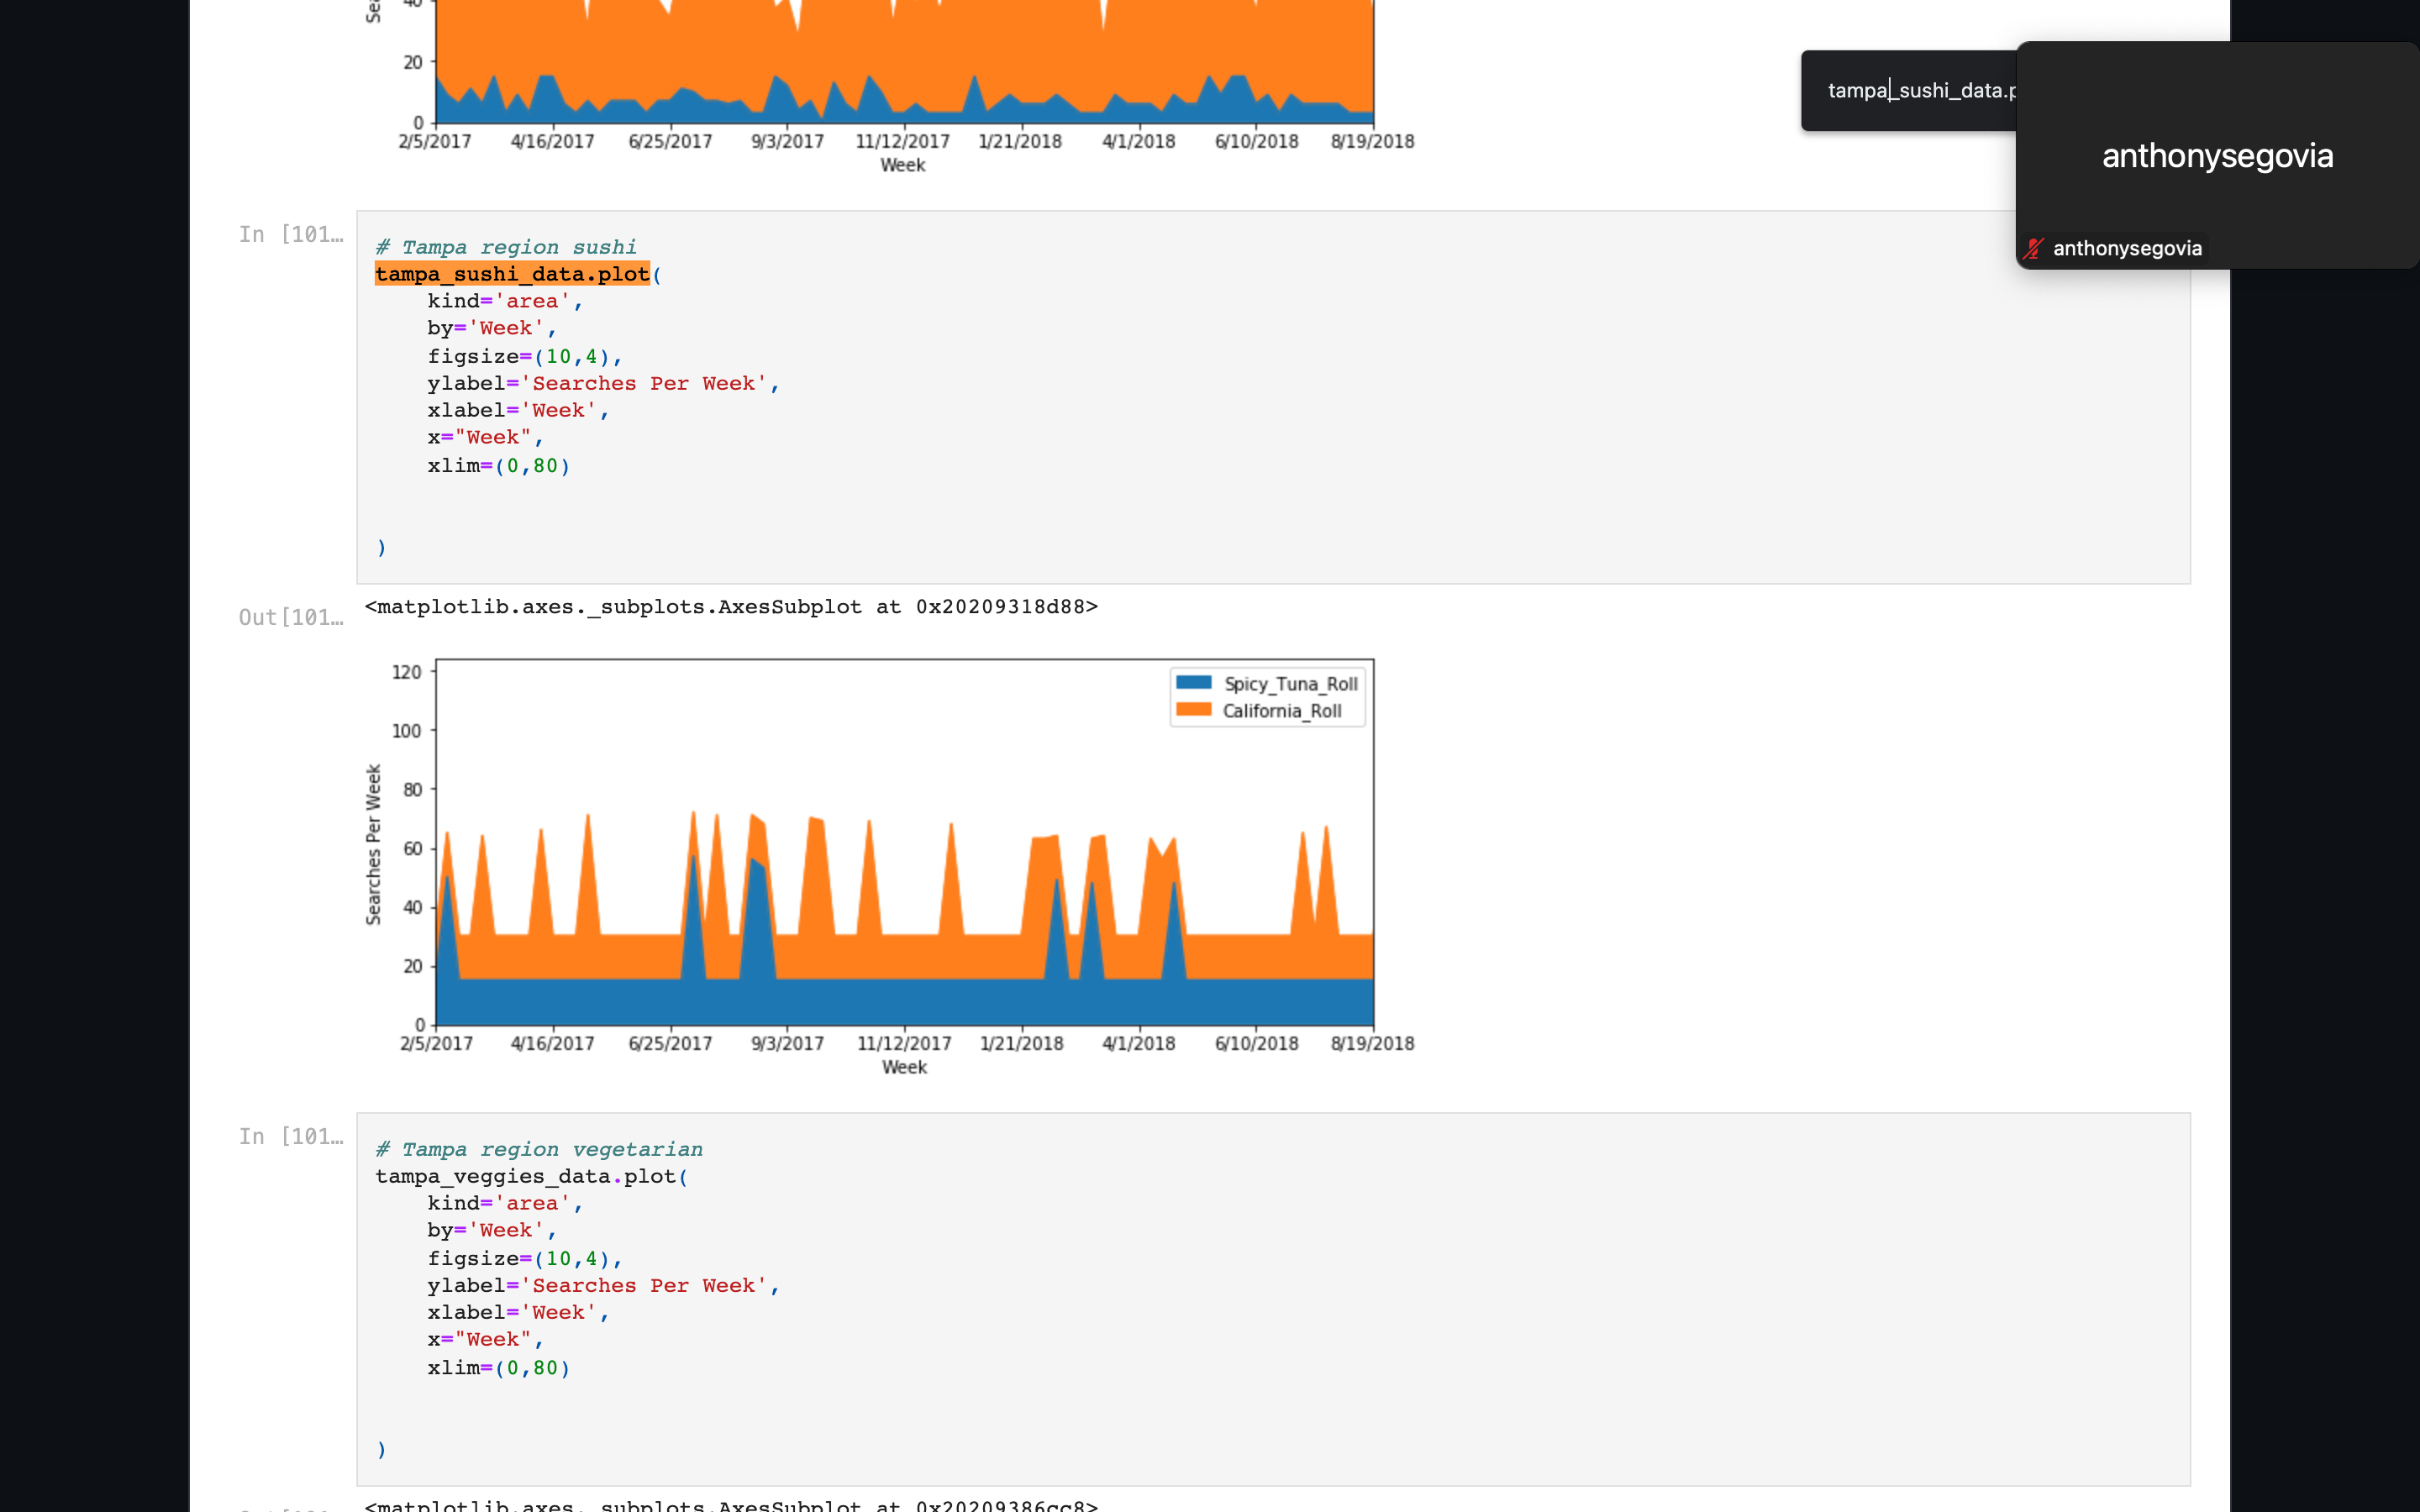 Sea
40
20
0
2/5/2017 4/16/2017 6/25/2017 9/3/2017 11/12/2017 1/21/2018 4/1/2018 6/10/2018 8/19/2018
Week
tampa_sushi_data.p
anthonysegovia
anthonysegovia
In [101…
# Tampa region sushi
tampa_sushi_data.plot(
    kind='area',
    by='Week',
    figsize=(10,4),
    ylabel='Searches Per Week',
    xlabel='Week',
    x="Week",
    xlim=(0,80)
)
Out[101…
<matplotlib.axes._subplots.AxesSubplot at 0x20209318d88>
120
100
80
60
40
20
0
Searches Per Week
Spicy_Tuna_Roll
California_Roll
2/5/2017 4/16/2017 6/25/2017 9/3/2017 11/12/2017 1/21/2018 4/1/2018 6/10/2018 8/19/2018
Week
In [101…
# Tampa region vegetarian
tampa_veggies_data.plot(
    kind='area',
    by='Week',
    figsize=(10,4),
    ylabel='Searches Per Week',
    xlabel='Week',
    x="Week",
    xlim=(0,80)
)
<matplotlib.axes._subplots.AxesSubplot at 0x20209386cc8>